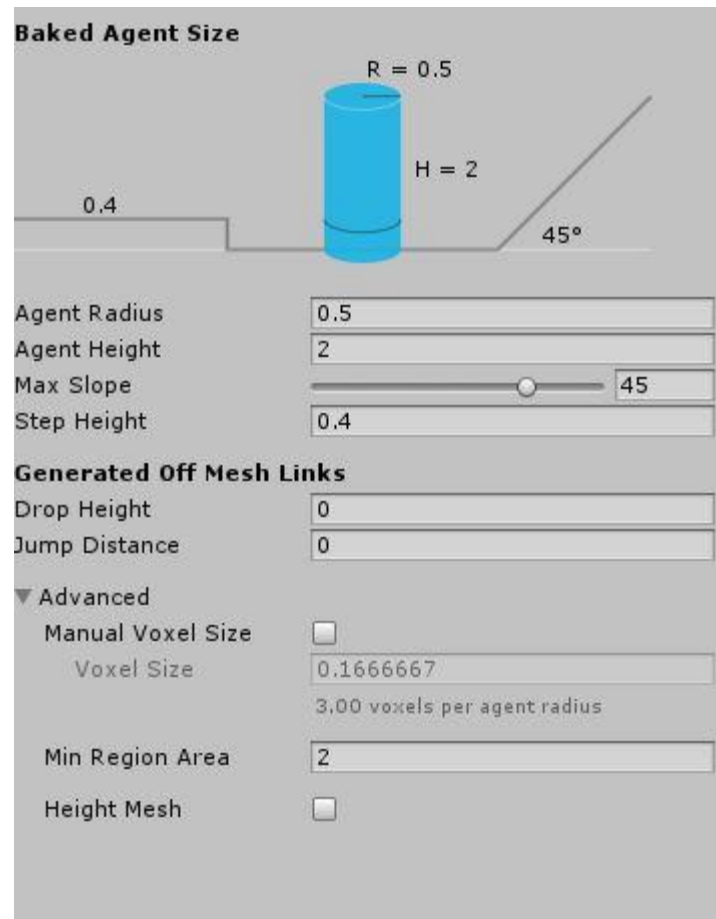 Baked Agent Size
R = 0.5
H = 2
0.4
45°
Agent Radius 0.5
Agent Height 2
Max Slope 45
Step Height 0.4
Generated Off Mesh Links
Drop Height 0
Jump Distance 0
Advanced
Manual Voxel Size
Voxel Size 0.1666667
3.00 voxels per agent radius
Min Region Area 2
Height Mesh